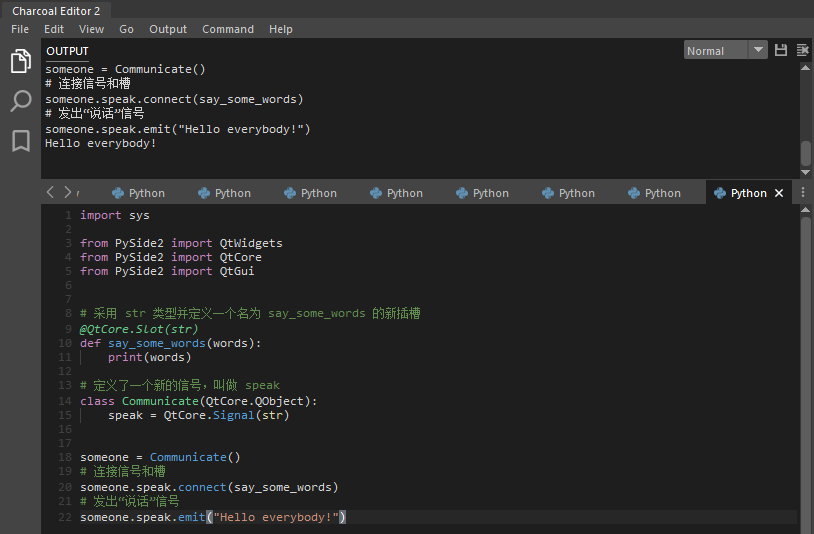 Charcoal Editor 2
File Edit View Go Output Command Help
OUTPUT
Normal
someone = Communicate()
# 连接信号和槽
someone.speak.connect(say_some_words)
# 发出“说话”信号
someone.speak.emit("Hello everybody!")
Hello everybody!
Python Python Python Python Python Python Python Python
1 import sys
2
3 from PySide2 import QtWidgets
4 from PySide2 import QtCore
5 from PySide2 import QtGui
6
7
8 # 采用 str 类型并定义一个名为 say_some_words 的新插槽
9 @QtCore.Slot(str)
10 def say_some_words(words):
11     print(words)
12
13 # 定义了一个新的信号，叫做 speak
14 class Communicate(QtCore.QObject):
15     speak = QtCore.Signal(str)
16
17
18 someone = Communicate()
19 # 连接信号和槽
20 someone.speak.connect(say_some_words)
21 # 发出“说话”信号
22 someone.speak.emit("Hello everybody!")